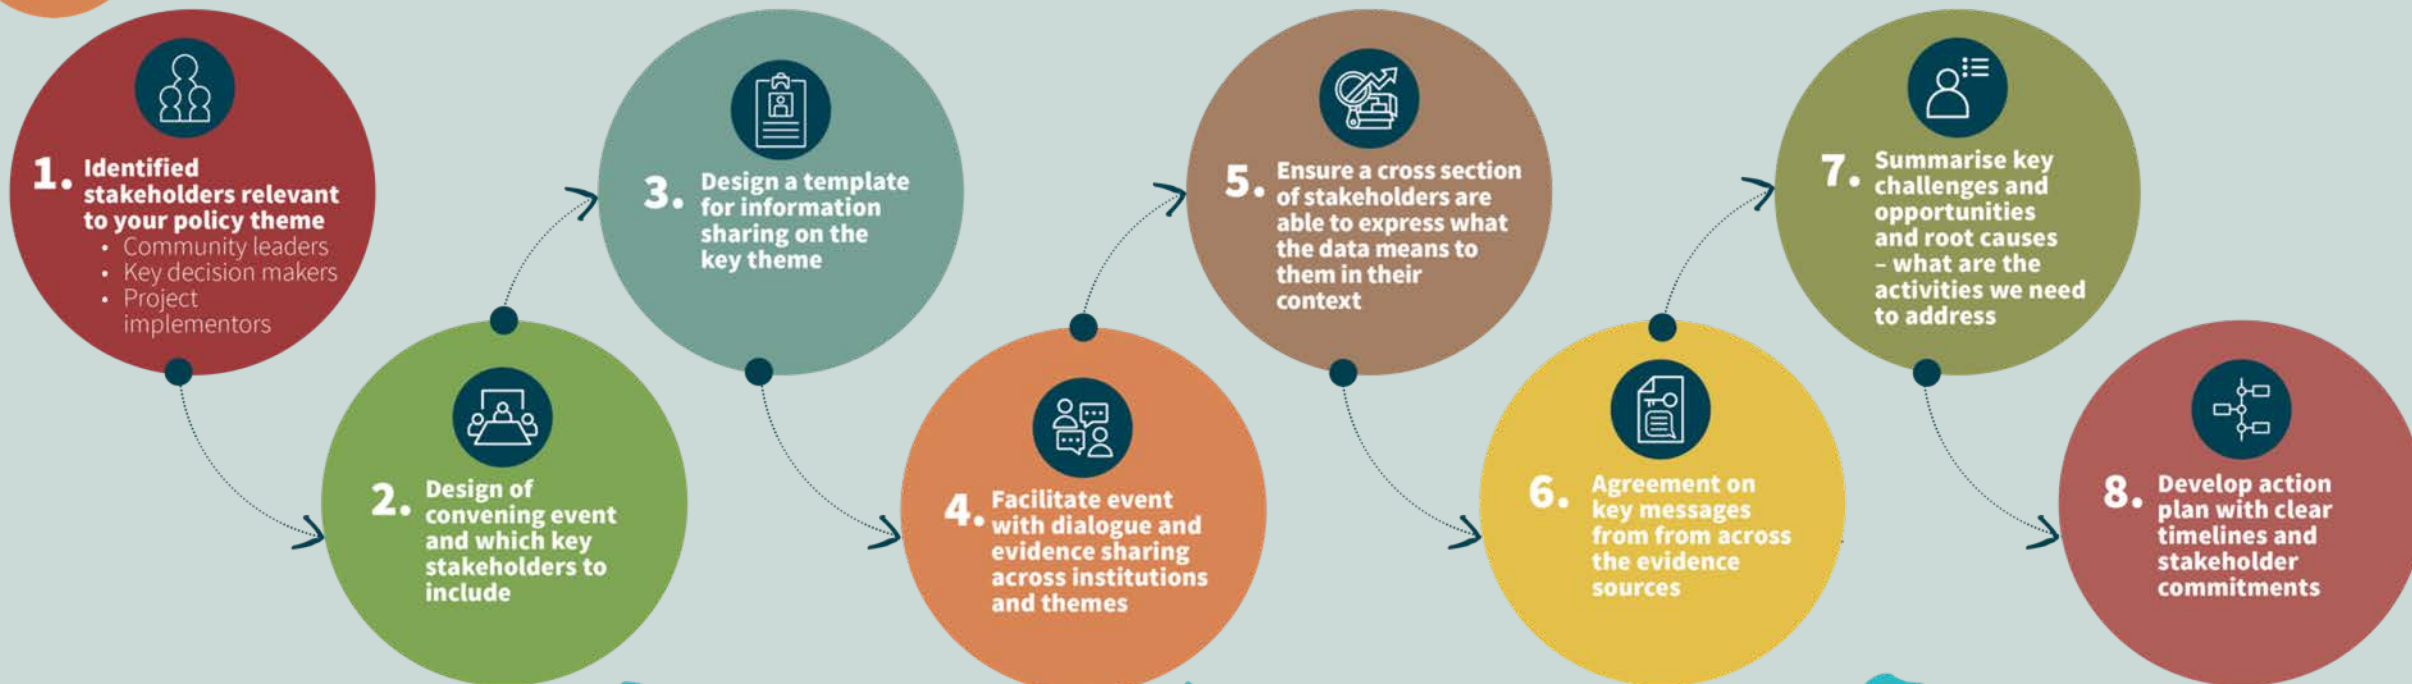 1. Identified
stakeholders relevant
to your policy theme
• Community leaders
• Key decision makers
• Project
implementors
2. Design of
convening event
and which key
stakeholders to
include
3. Design a template
for information
sharing on the
key theme
4. Facilitate event
with dialogue and
evidence sharing
across institutions
and themes
5. Ensure a cross section
of stakeholders are
able to express what
the data means to
them in their
context
6. Agreement on
key messages
from from across
the evidence
sources
7. Summarise key
challenges and
opportunities
and root causes
– what are the
activities we need
to address
8. Develop action
plan with clear
timelines and
stakeholder
commitments